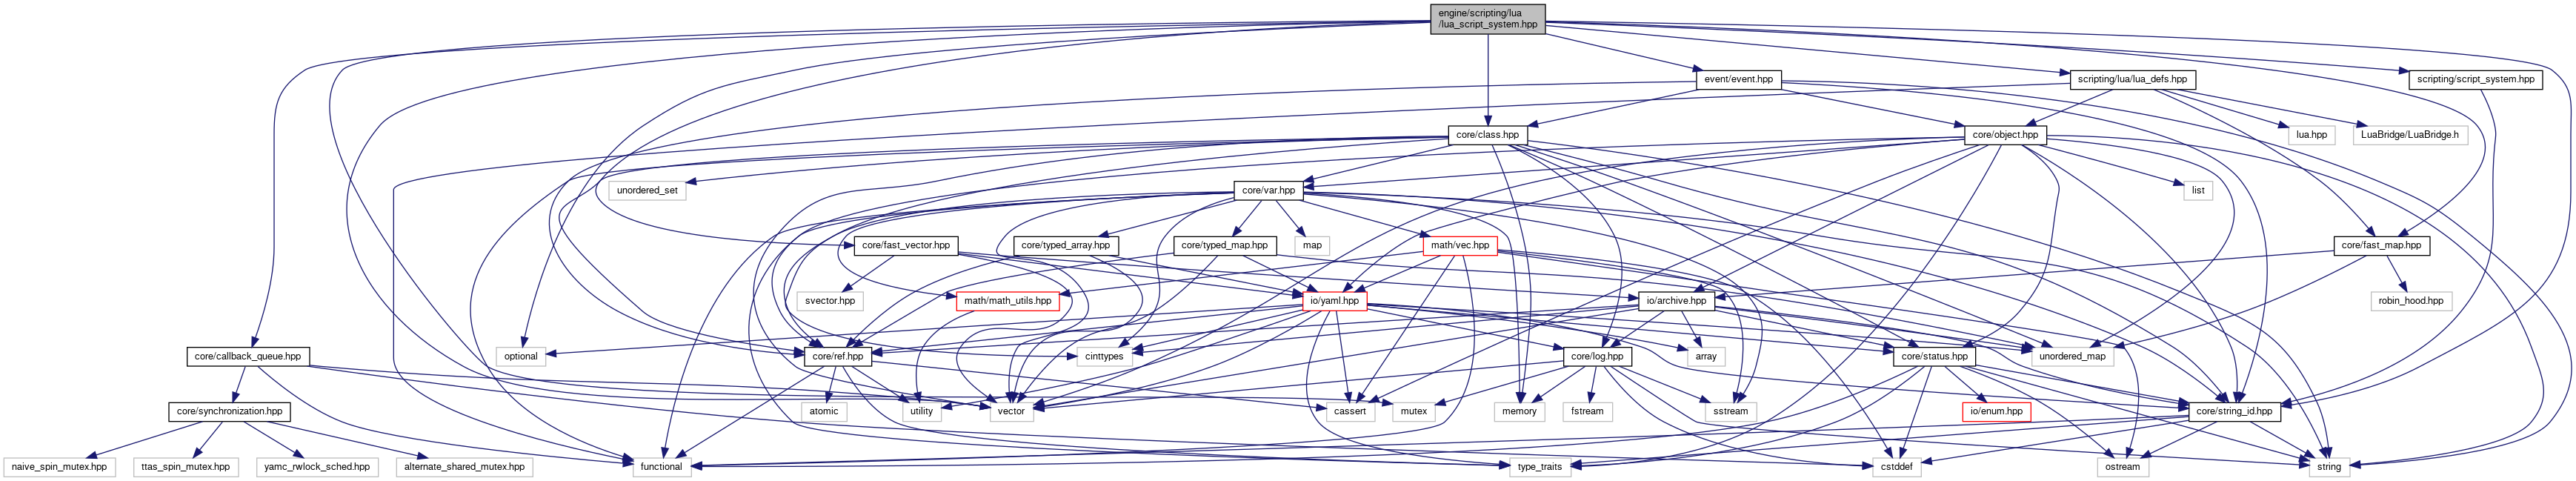 engine/scripting/lua
/lua_script_system.hpp
event/event.hpp
scripting/lua/lua_defs.hpp
scripting/script_system.hpp
core/class.hpp
core/object.hpp
lua.hpp
LuaBridge/LuaBridge.h
unordered_set
core/var.hpp
list
core/fast_vector.hpp
core/typed_array.hpp
core/typed_map.hpp
map
math/vec.hpp
core/fast_map.hpp
svector.hpp
math/math_utils.hpp
io/yaml.hpp
io/archive.hpp
robin_hood.hpp
core/callback_queue.hpp
optional
core/ref.hpp
cinttypes
core/log.hpp
array
core/status.hpp
unordered_map
core/synchronization.hpp
atomic
utility
vector
cassert
mutex
memory
fstream
sstream
io/enum.hpp
core/string_id.hpp
naive_spin_mutex.hpp
ttas_spin_mutex.hpp
yamc_rwlock_sched.hpp
alternate_shared_mutex.hpp
functional
type_traits
cstddef
ostream
string